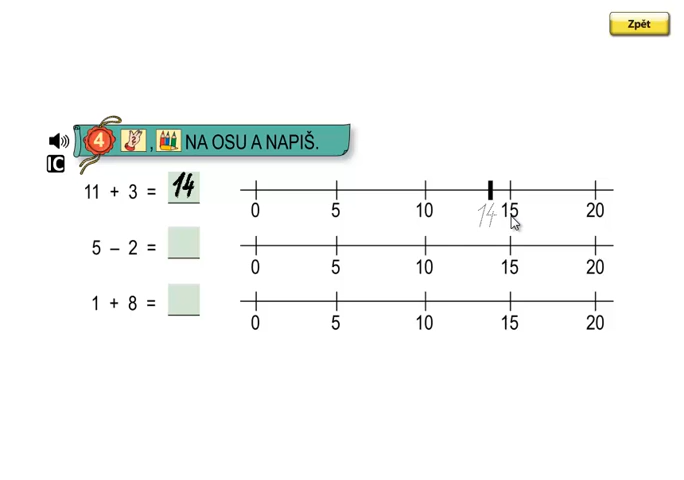 Zpět
4 , NA OSU A NAPIŠ.
IC
11 + 3 = 14
0 5 10 14 15 20
5 – 2 =
0 5 10 15 20
1 + 8 =
0 5 10 15 20